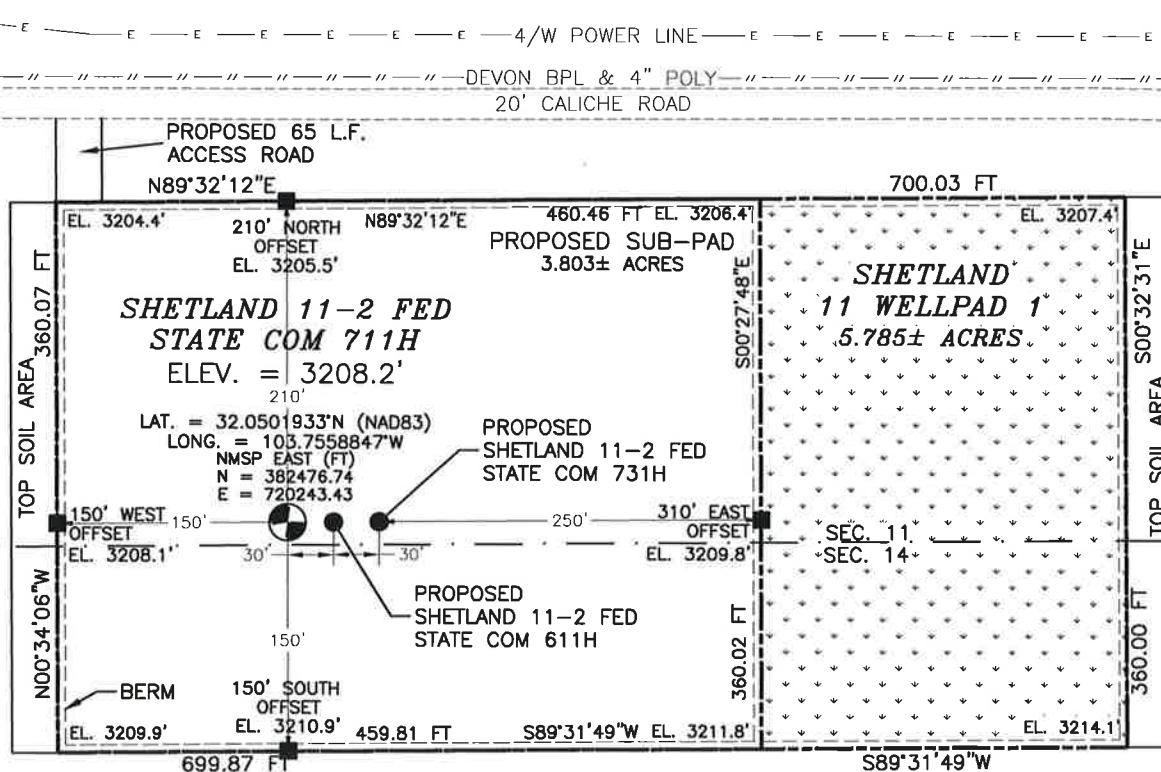 E E E E E E E 4/W POWER LINE E E E E E E E
DEVON BPL & 4" POLY
20' CALICHE ROAD
PROPOSED 65 L.F.
ACCESS ROAD
N89°32'12"E
700.03 FT
EL. 3204.4'
210' NORTH
OFFSET
EL. 3205.5'
N89°32'12"E
460.46 FT
EL. 3206.4'
PROPOSED SUB-PAD
3.803± ACRES
EL. 3207.4'
360.07 FT
TOP SOIL AREA
N00°34'06"W
SHETLAND 11-2 FED
STATE COM 711H
ELEV. = 3208.2'
210'
LAT. = 32.0501933°N (NAD83)
LONG. = 103.7558847°W
NMSP EAST (FT)
N = 382476.74
E = 720243.43
S00°27'48"E
SHETLAND
11 WELLPAD 1
5.785± ACRES
S00°32'31"E
TOP SOIL AREA
PROPOSED
SHETLAND 11-2 FED
STATE COM 731H
150' WEST
OFFSET
EL. 3208.1'
150'
30'
30'
250'
310' EAST
OFFSET
EL. 3209.8'
SEC. 11
SEC. 14
PROPOSED
SHETLAND 11-2 FED
STATE COM 611H
150'
360.02 FT
360.00 FT
BERM
150' SOUTH
OFFSET
EL. 3210.9'
EL. 3209.9'
459.81 FT
S89°31'49"W
EL. 3211.8'
EL. 3214.1'
699.87 FT
S89°31'49"W